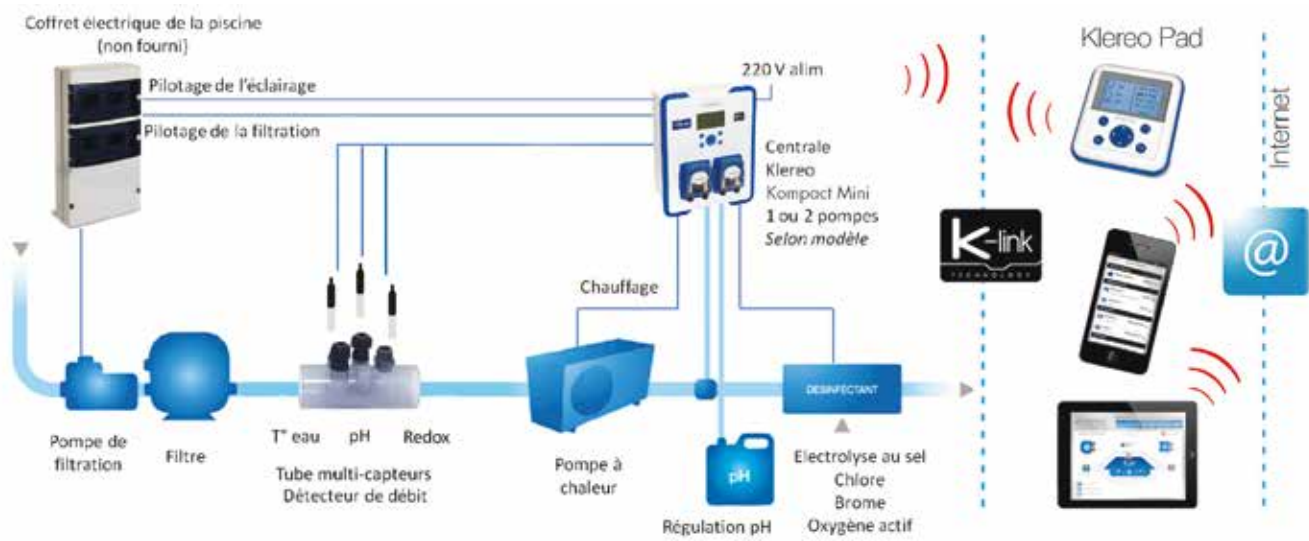 Coffret électrique de la piscine
(non fourni)
Pilotage de l'éclairage
Pilotage de la filtration
220 V alim
Centrale
Klereo
Kompact Mini
1 ou 2 pompes
Selon modèle
Chauffage
Pompe de
filtration
Filtre
T° eau pH Redox
Tube multi-capteurs
Détecteur de débit
Pompe à
chaleur
pH
Régulation pH
DESINFECTANT
Electrolyse au sel
Chlore
Brome
Oxygène actif
K-link
TECHNOLOGY
Klereo Pad
Internet
@